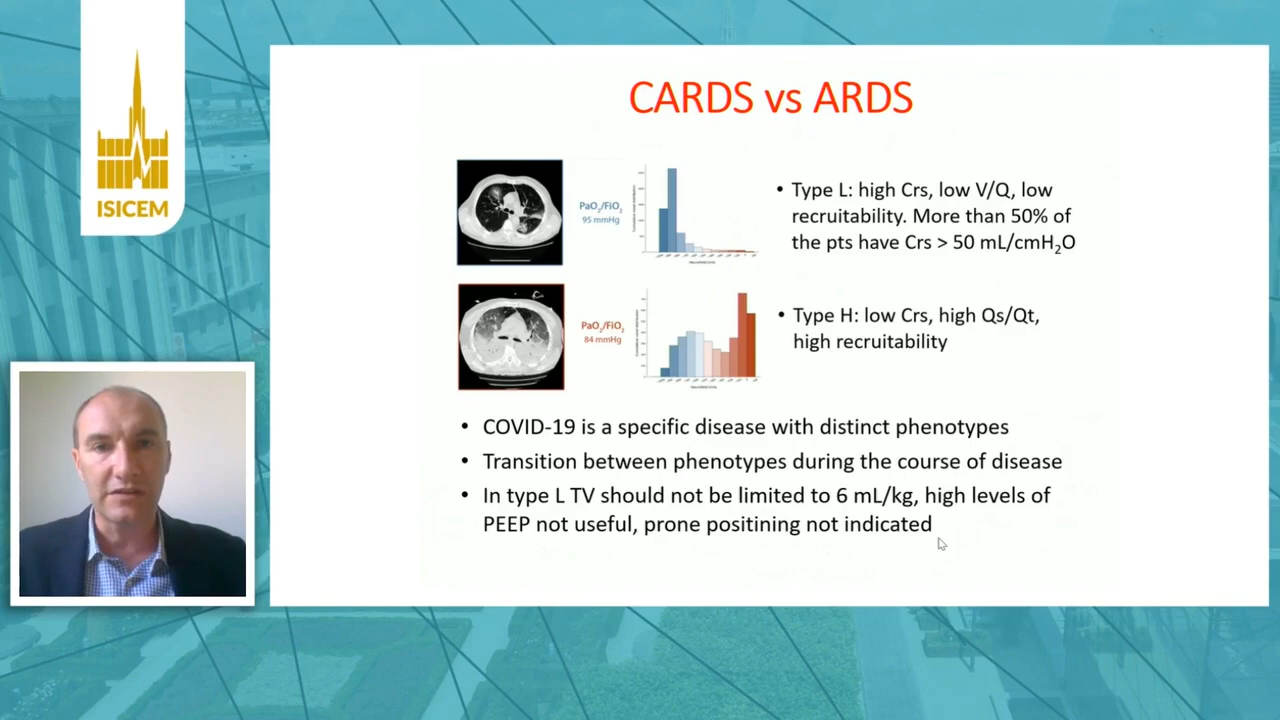 ISICEM
CARDS vs ARDS
PaO2/FiO2
95 mmHg
• Type L: high Crs, low V/Q, low
recruitability. More than 50% of
the pts have Crs > 50 mL/cmH2O
PaO2/FiO2
84 mmHg
• Type H: low Crs, high Qs/Qt,
high recruitability
• COVID-19 is a specific disease with distinct phenotypes
• Transition between phenotypes during the course of disease
• In type L TV should not be limited to 6 mL/kg, high levels of
PEEP not useful, prone positining not indicated